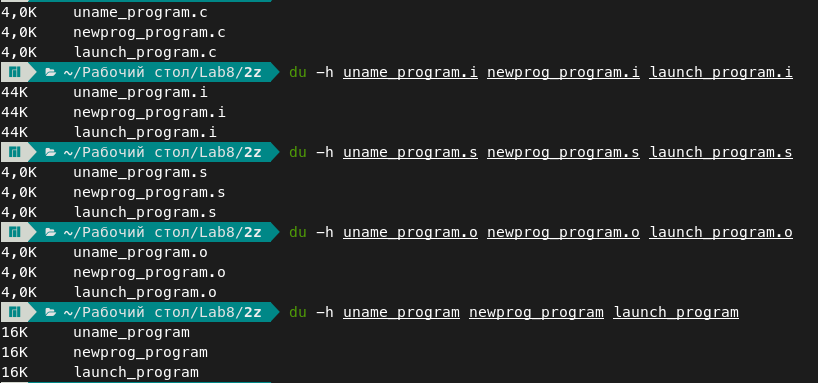 4,0K uname_program.c
4,0K newprog_program.c
4,0K launch_program.c
~/Рабочий стол/Lab8/2z du -h uname_program.i newprog_program.i launch_program.i
44K uname_program.i
44K newprog_program.i
44K launch_program.i
~/Рабочий стол/Lab8/2z du -h uname_program.s newprog_program.s launch_program.s
4,0K uname_program.s
4,0K newprog_program.s
4,0K launch_program.s
~/Рабочий стол/Lab8/2z du -h uname_program.o newprog_program.o launch_program.o
4,0K uname_program.o
4,0K newprog_program.o
4,0K launch_program.o
~/Рабочий стол/Lab8/2z du -h uname_program newprog_program launch_program
16K uname_program
16K newprog_program
16K launch_program